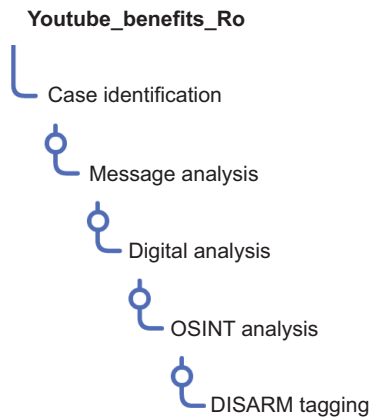 Youtube_benefits_Ro
Case identification
Message analysis
Digital analysis
OSINT analysis
DISARM tagging